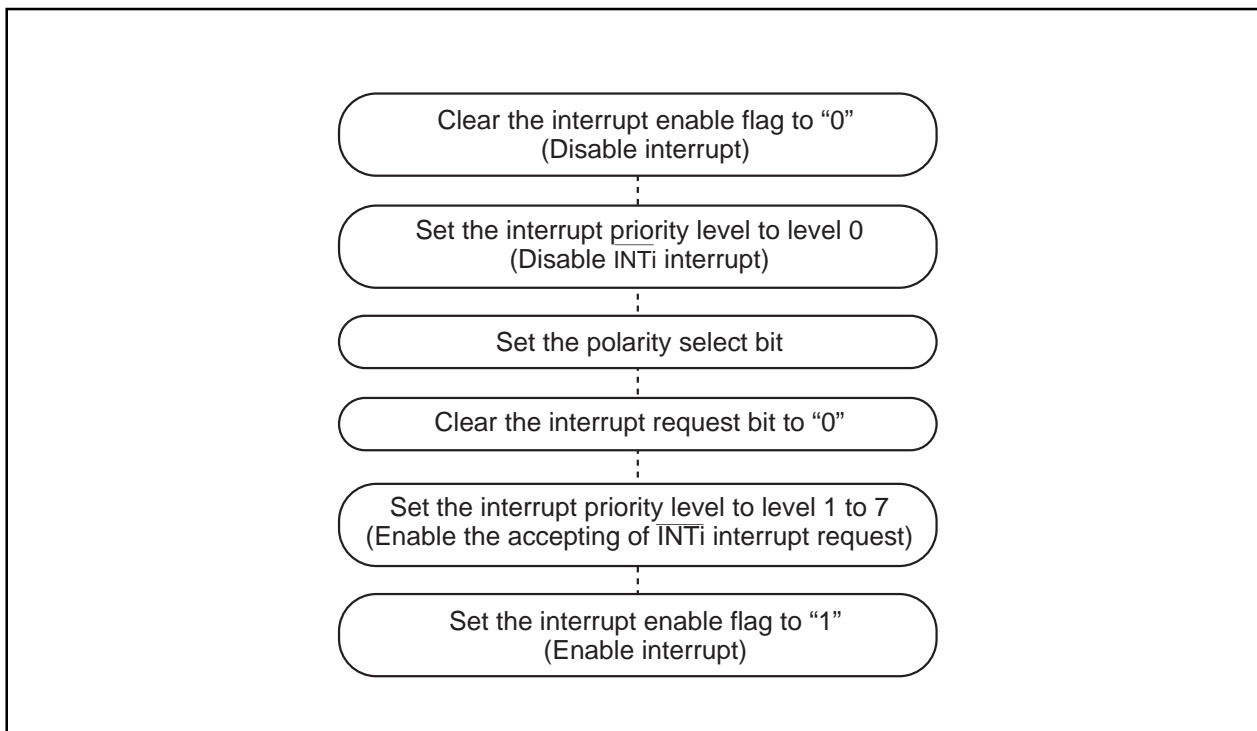 Clear the interrupt enable flag to “0”
(Disable interrupt)
Set the interrupt priority level to level 0
(Disable I̅N̅T̅i̅ interrupt)
Set the polarity select bit
Clear the interrupt request bit to “0”
Set the interrupt priority level to level 1 to 7
(Enable the accepting of I̅N̅T̅i̅ interrupt request)
Set the interrupt enable flag to “1”
(Enable interrupt)